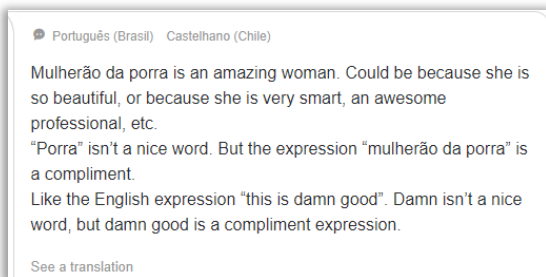 Português (Brasil) Castelhano (Chile)
Mulherão da porra is an amazing woman. Could be because she is
so beautiful, or because she is very smart, an awesome
professional, etc.
“Porra” isn’t a nice word. But the expression “mulherão da porra” is
a compliment.
Like the English expression “this is damn good”. Damn isn’t a nice
word, but damn good is a compliment expression.
See a translation